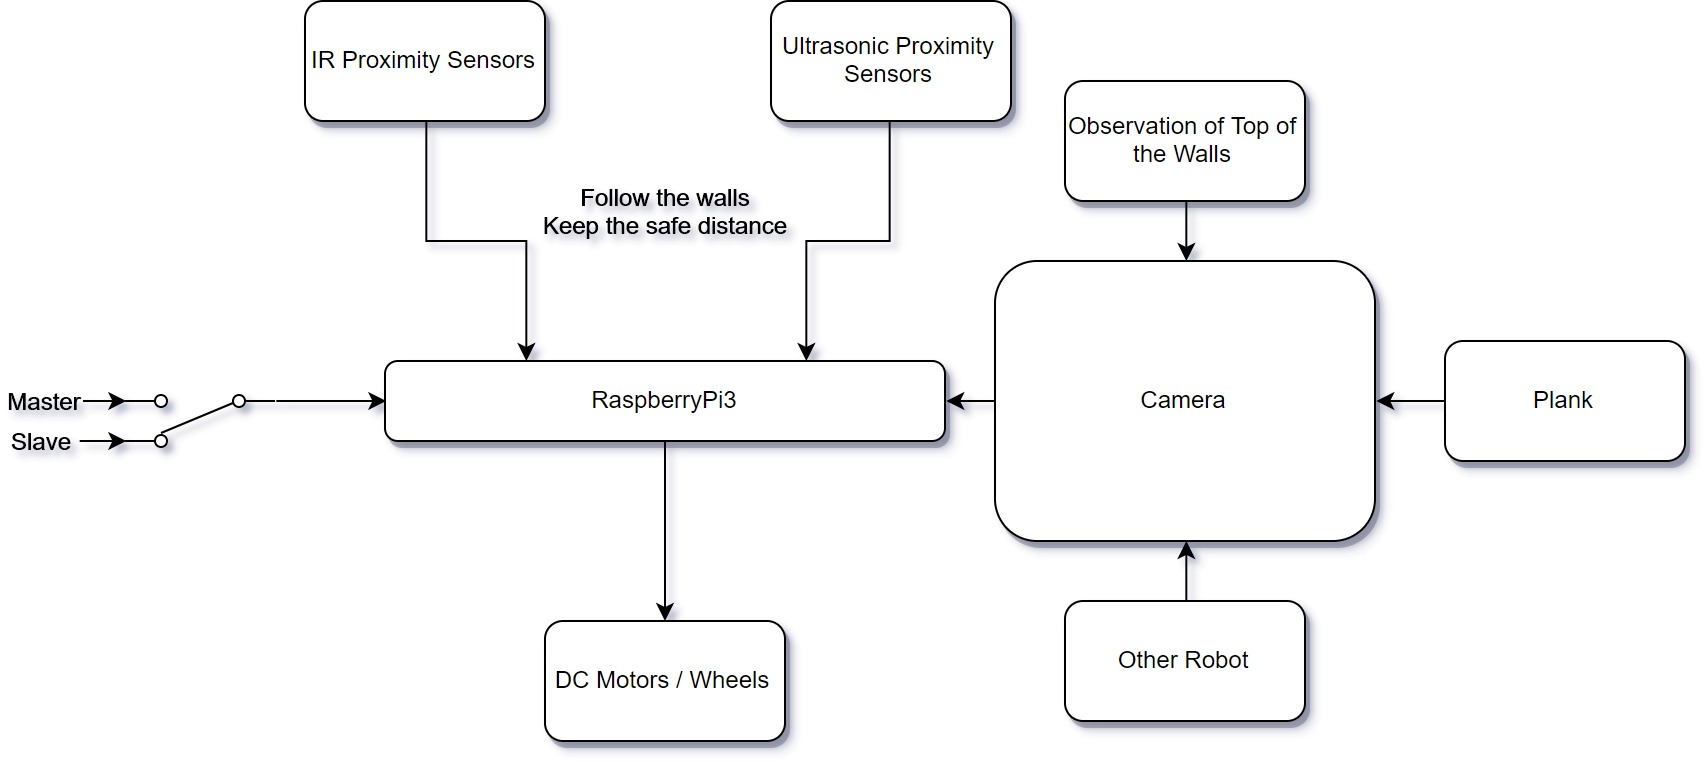 IR Proximity Sensors
Ultrasonic Proximity
Sensors
Observation of Top of
the Walls
Follow the walls
Keep the safe distance
Master
Slave
RaspberryPi3
Camera
Plank
DC Motors / Wheels
Other Robot